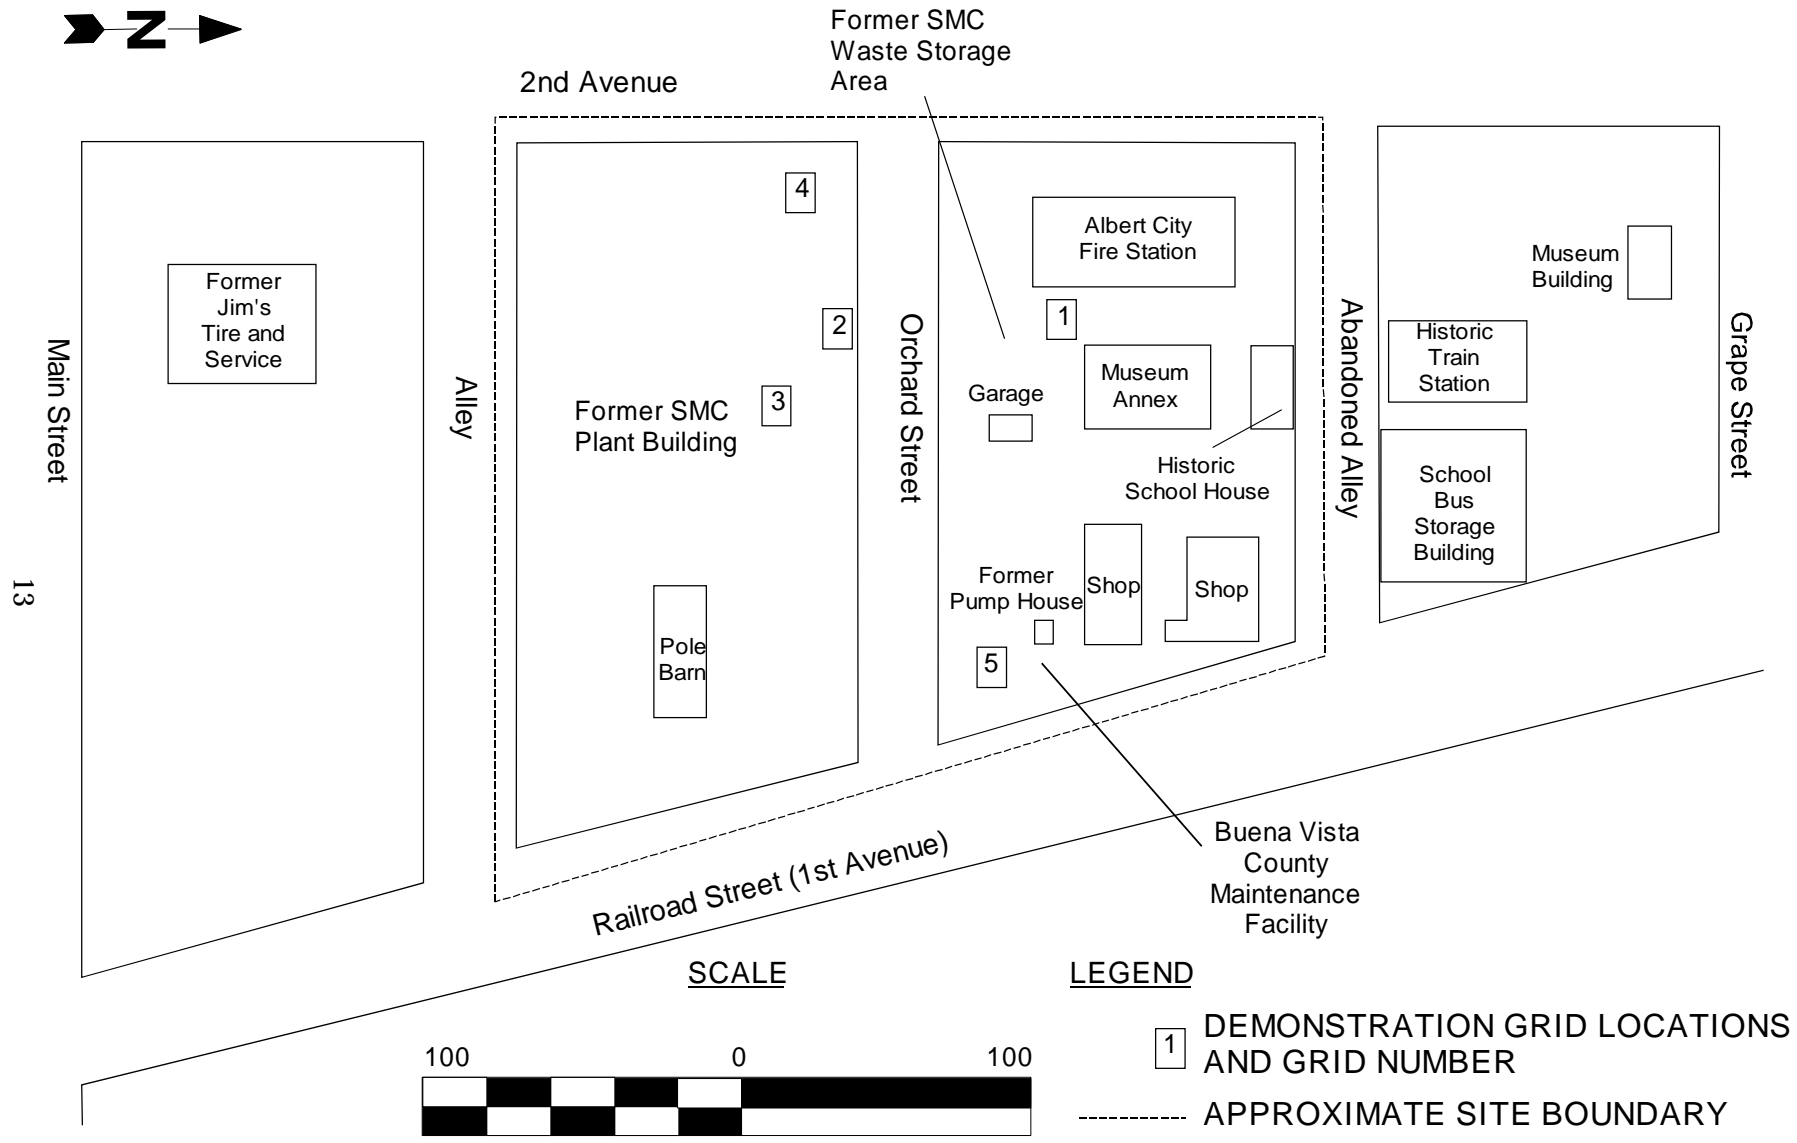 N
2nd Avenue
Former SMC
Waste Storage
Area
4
Albert City
Fire Station
Museum
Building
Former
Jim's
Tire and
Service
2
1
Historic
Train
Station
Main Street
Alley
Orchard Street
Abandoned Alley
Grape Street
3
Former SMC
Plant Building
Garage
Museum
Annex
Historic
School House
School
Bus
Storage
Building
13
Former
Pump House
Shop
Shop
Pole
Barn
5
Railroad Street (1st Avenue)
Buena Vista
County
Maintenance
Facility
SCALE
100 0 100
LEGEND
1
DEMONSTRATION GRID LOCATIONS
AND GRID NUMBER
APPROXIMATE SITE BOUNDARY